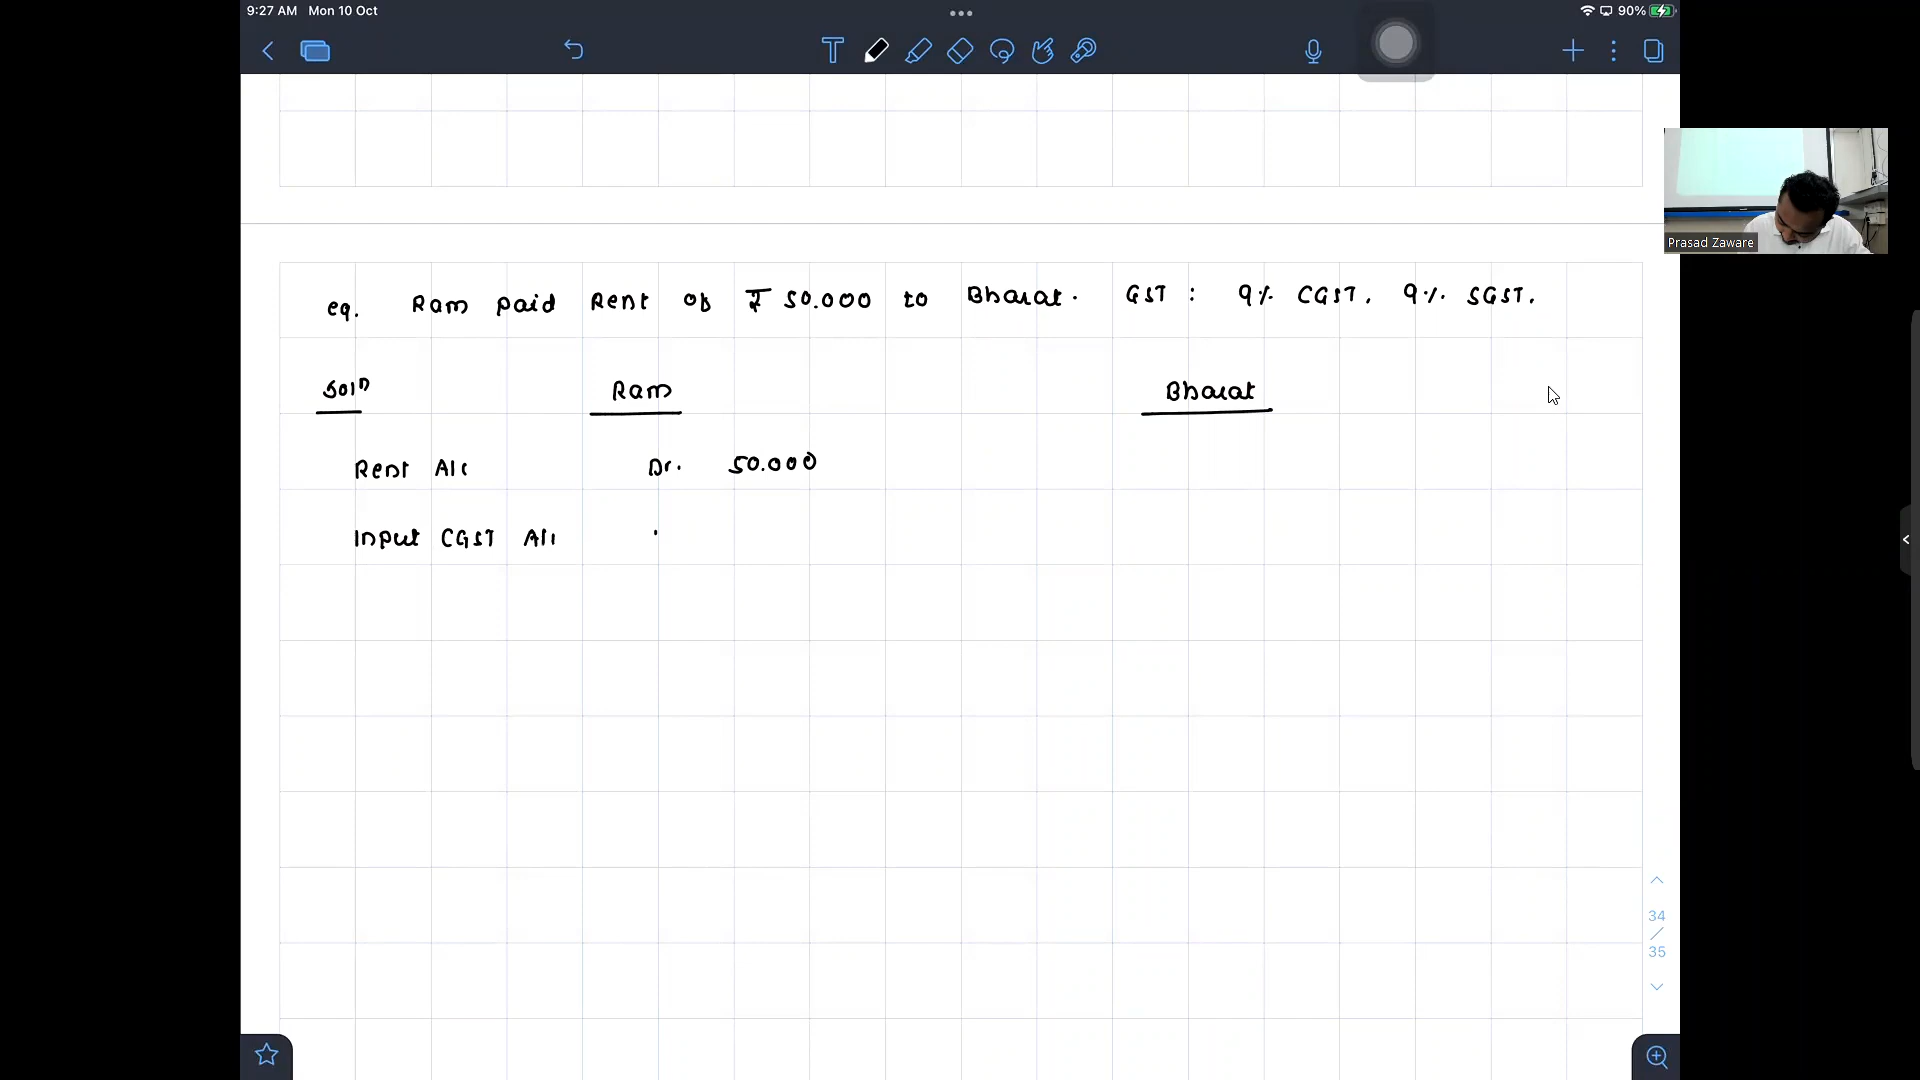 9:27 AM Mon 10 Oct
90%
Prasad Zaware
eg. Ram paid Rent of ₹ 50.000 to Bharat. GST : 9% CGST. 9% SGST.
Solⁿ Ram Bharat
Rent A/c Dr. 50.000
Input CGST A/c
34
35